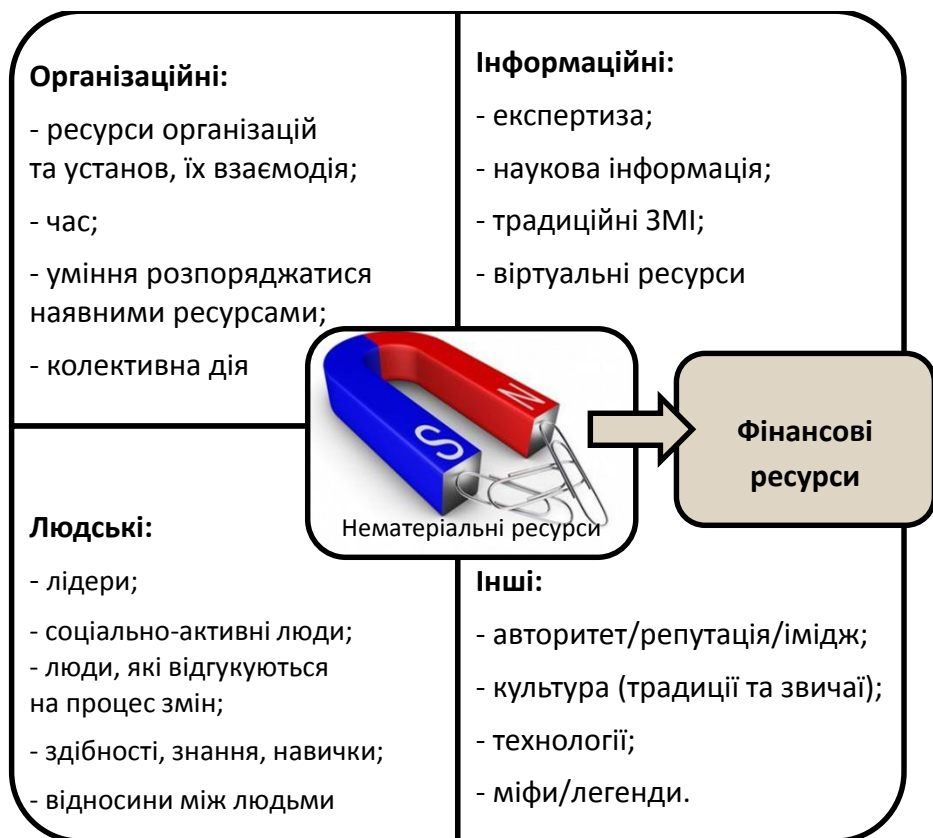 Організаційні:
- ресурси організацій
та установ, їх взаємодія;
- час;
- уміння розпоряджатися
наявними ресурсами;
- колективна дія
Інформаційні:
- експертиза;
- наукова інформація;
- традиційні ЗМІ;
- віртуальні ресурси
N
S
Нематеріальні ресурси
Фінансові
ресурси
Людські:
- лідери;
- соціально-активні люди;
- люди, які відгукуються
на процес змін;
- здібності, знання, навички;
- відносини між людьми
Інші:
- авторитет/репутація/імідж;
- культура (традиції та звичаї);
- технології;
- міфи/легенди.